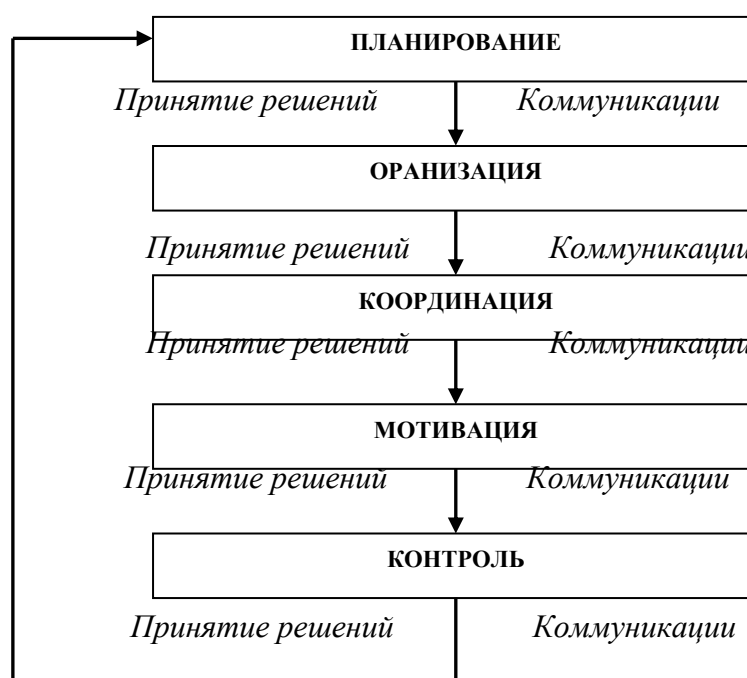 ПЛАНИРОВАНИЕ
Принятие решений Коммуникации
ОРАНИЗАЦИЯ
Принятие решений Коммуникации
КООРДИНАЦИЯ
Принятие решений Коммуникации
МОТИВАЦИЯ
Принятие решений Коммуникации
КОНТРОЛЬ
Принятие решений Коммуникации